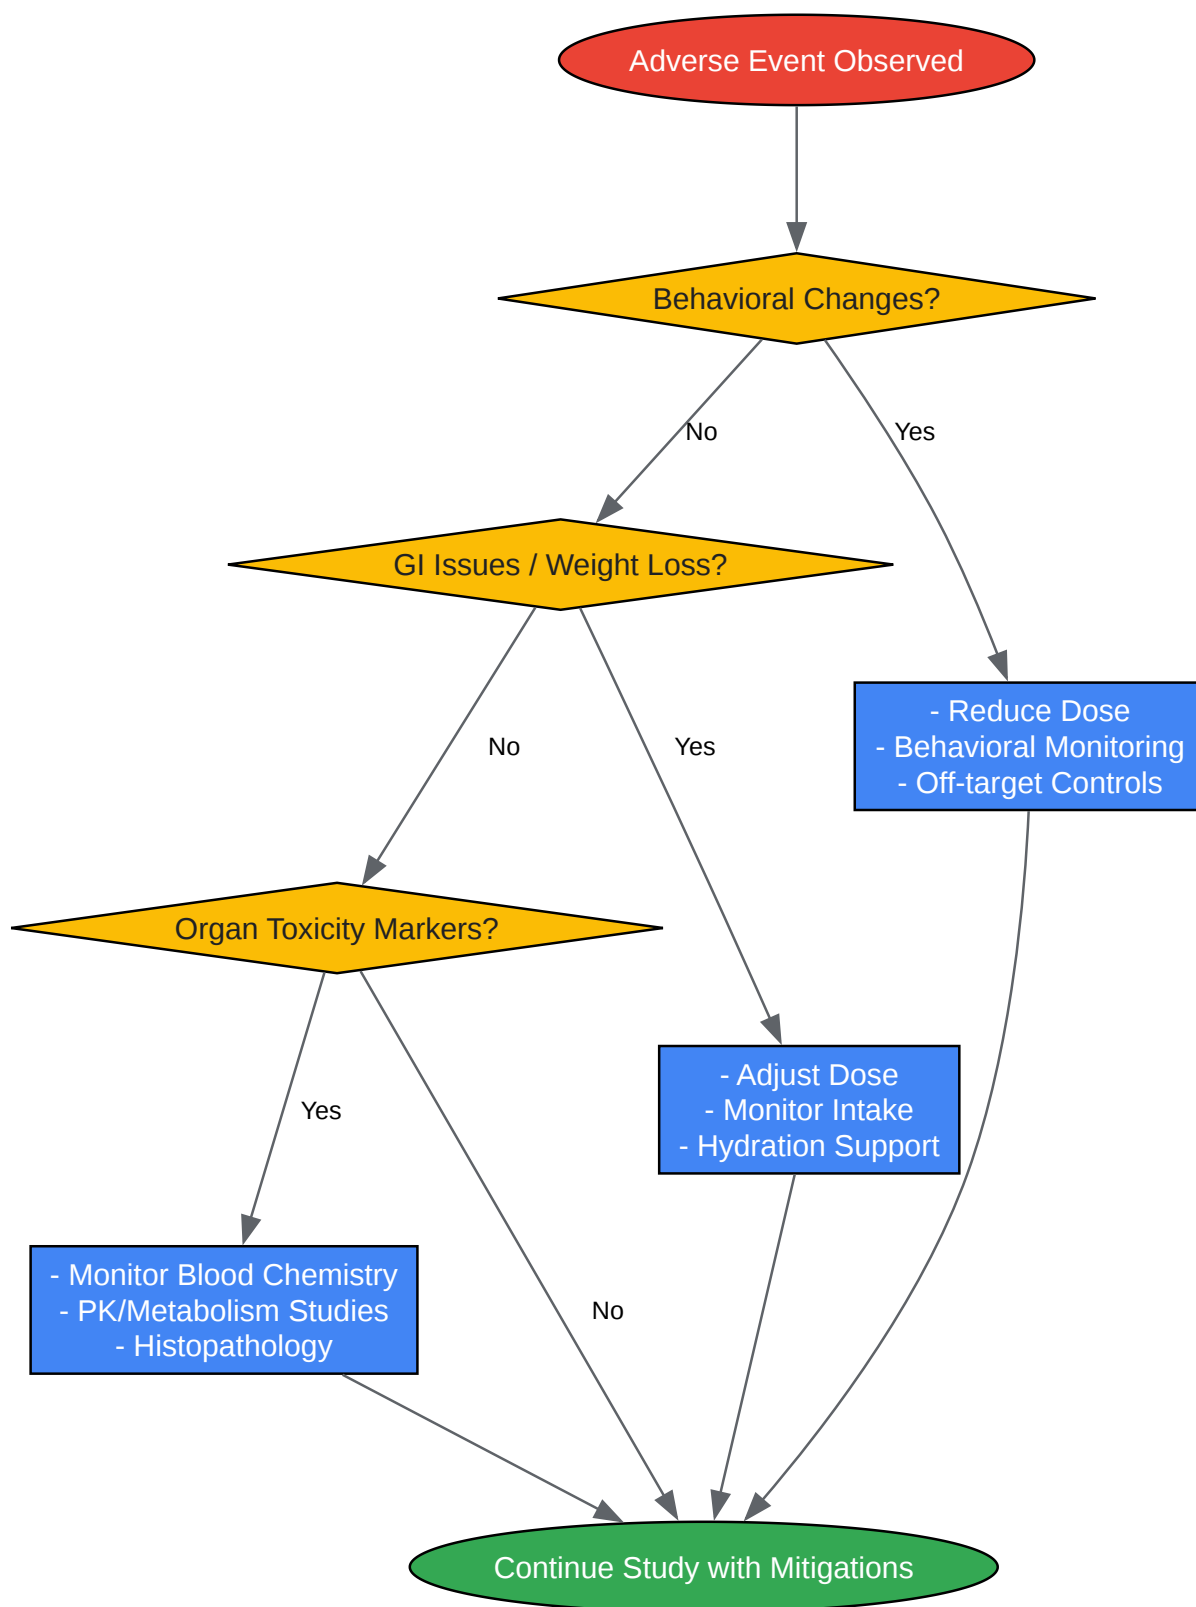 Adverse Event Observed
Behavioral Changes?
No
Yes
GI Issues / Weight Loss?
No
Yes
- Reduce Dose
- Behavioral Monitoring
- Off-target Controls
Organ Toxicity Markers?
Yes
No
- Adjust Dose
- Monitor Intake
- Hydration Support
- Monitor Blood Chemistry
- PK/Metabolism Studies
- Histopathology
Continue Study with Mitigations